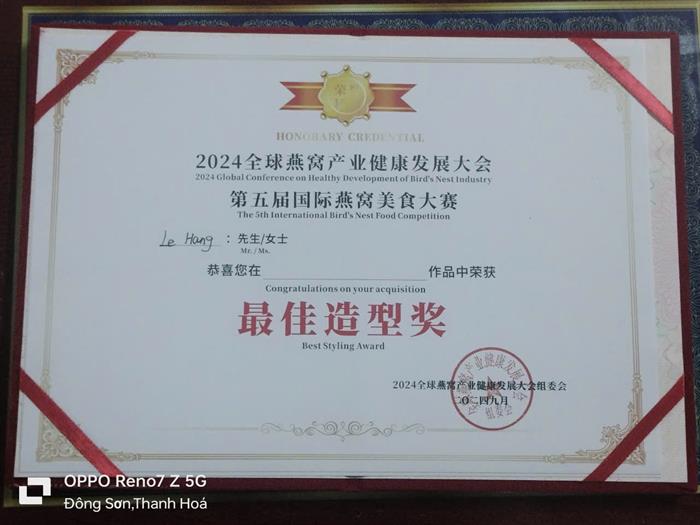 HONORARY CREDENTIAL
2024全球燕窝产业健康发展大会
2024 Global Conference on Healthy Development of Bird's Nest Industry
第五届国际燕窝美食大赛
The 5th International Bird's Nest Food Competition
Le Hang : 先生/女士
Mr. / Ms.
恭喜您在 作品中荣获
Congratulations on your acquisition
最佳造型奖
Best Styling Award
2024全球燕窝产业健康发展大会组委会
二〇二四九月
OPPO Reno7 Z 5G
Đông Sơn,Thanh Hoá